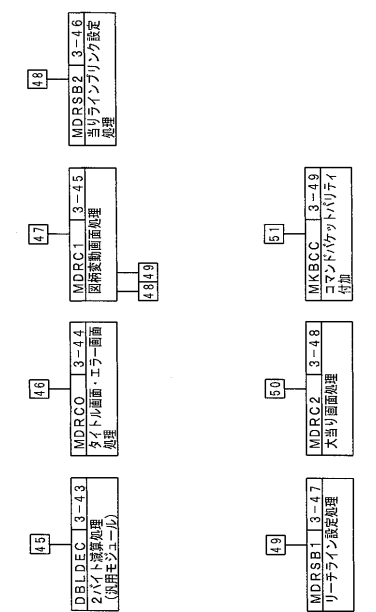 45
DBLDEC 3-43
2バイト減算処理
(汎用モジュール)
46
MDRC0 3-44
タイトル画面・エラー画面
処理
47
MDRC1 3-45
図柄変動画面処理
48 49
48
MDRSB2 3-46
当りラインブリンク設定
処理
49
MDRSB1 3-47
リーチライン設定処理
50
MDRC2 3-48
大当り画面処理
51
MKBCC 3-49
コマンドパケットパリティ
付加